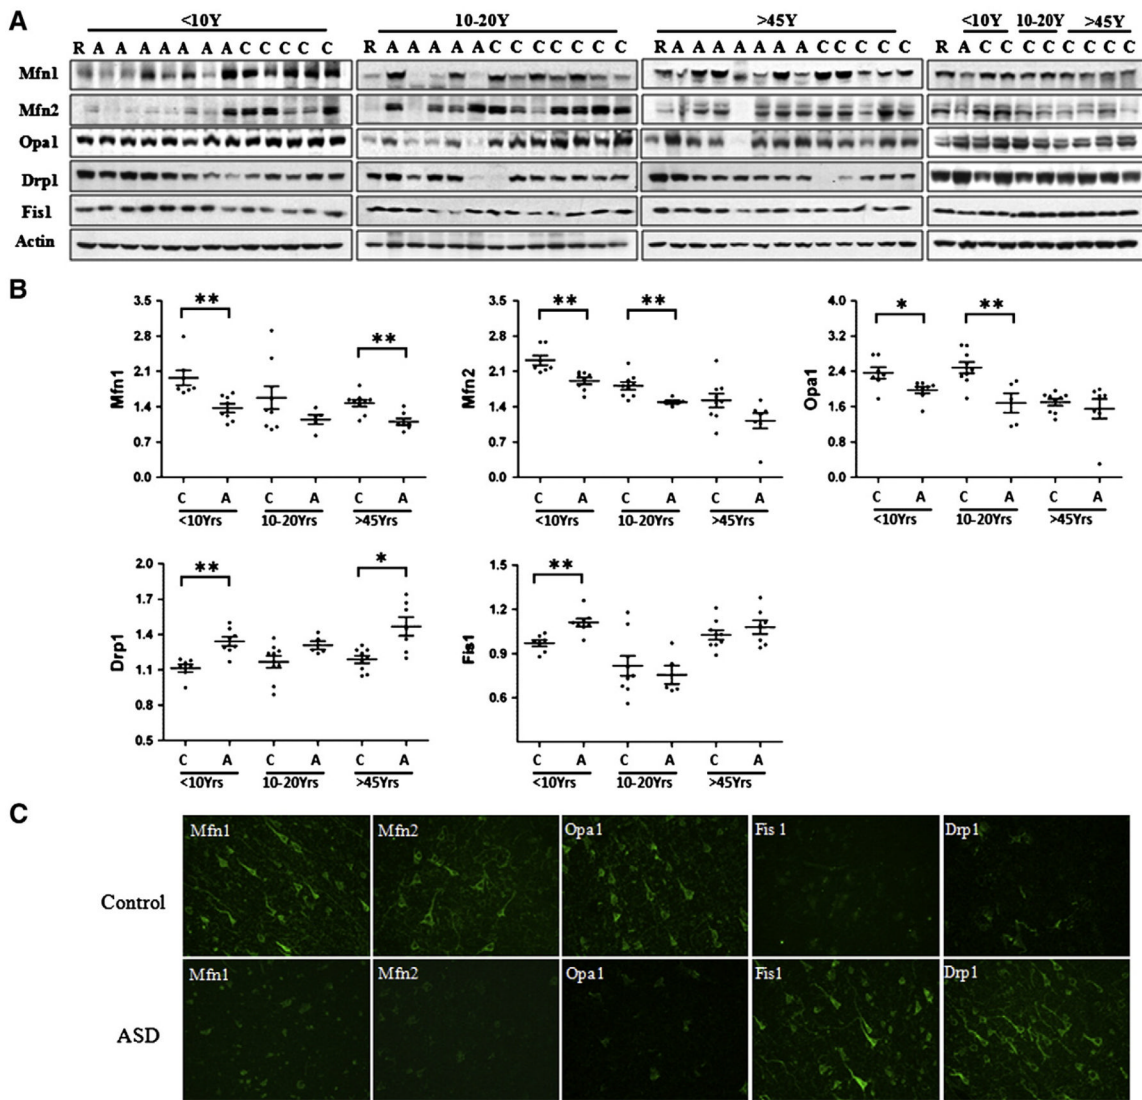 A
<10Y 10-20Y >45Y <10Y 10-20Y >45Y
R A A A A A A A C C C C C R A A A A A C C C C C C C R A A A A A A A C C C C C R A C C C C C C C C
Mfn1
Mfn2
Opa1
Drp1
Fis1
Actin
B
3.5
2.8
2.1
1.4
0.7
0.0
Mfn1
**
**
C A C A C A
<10Yrs 10-20Yrs >45Yrs
3.5
2.8
2.1
1.4
0.7
0.0
Mfn2
**
**
C A C A C A
<10Yrs 10-20Yrs >45Yrs
4.0
3.2
2.4
1.6
0.8
0.0
Opa1
*
**
C A C A C A
<10Yrs 10-20Yrs >45Yrs
2.0
1.7
1.4
1.1
0.8
0.5
Drp1
**
*
C A C A C A
<10Yrs 10-20Yrs >45Yrs
1.5
1.2
0.9
0.6
Fis1
**
C A C A C A
<10Yrs 10-20Yrs >45Yrs
C
Control
Mfn1 Mfn2 Opa1 Fis 1 Drp1
ASD
Mfn1 Mfn2 Opa1 Fis1 Drp1